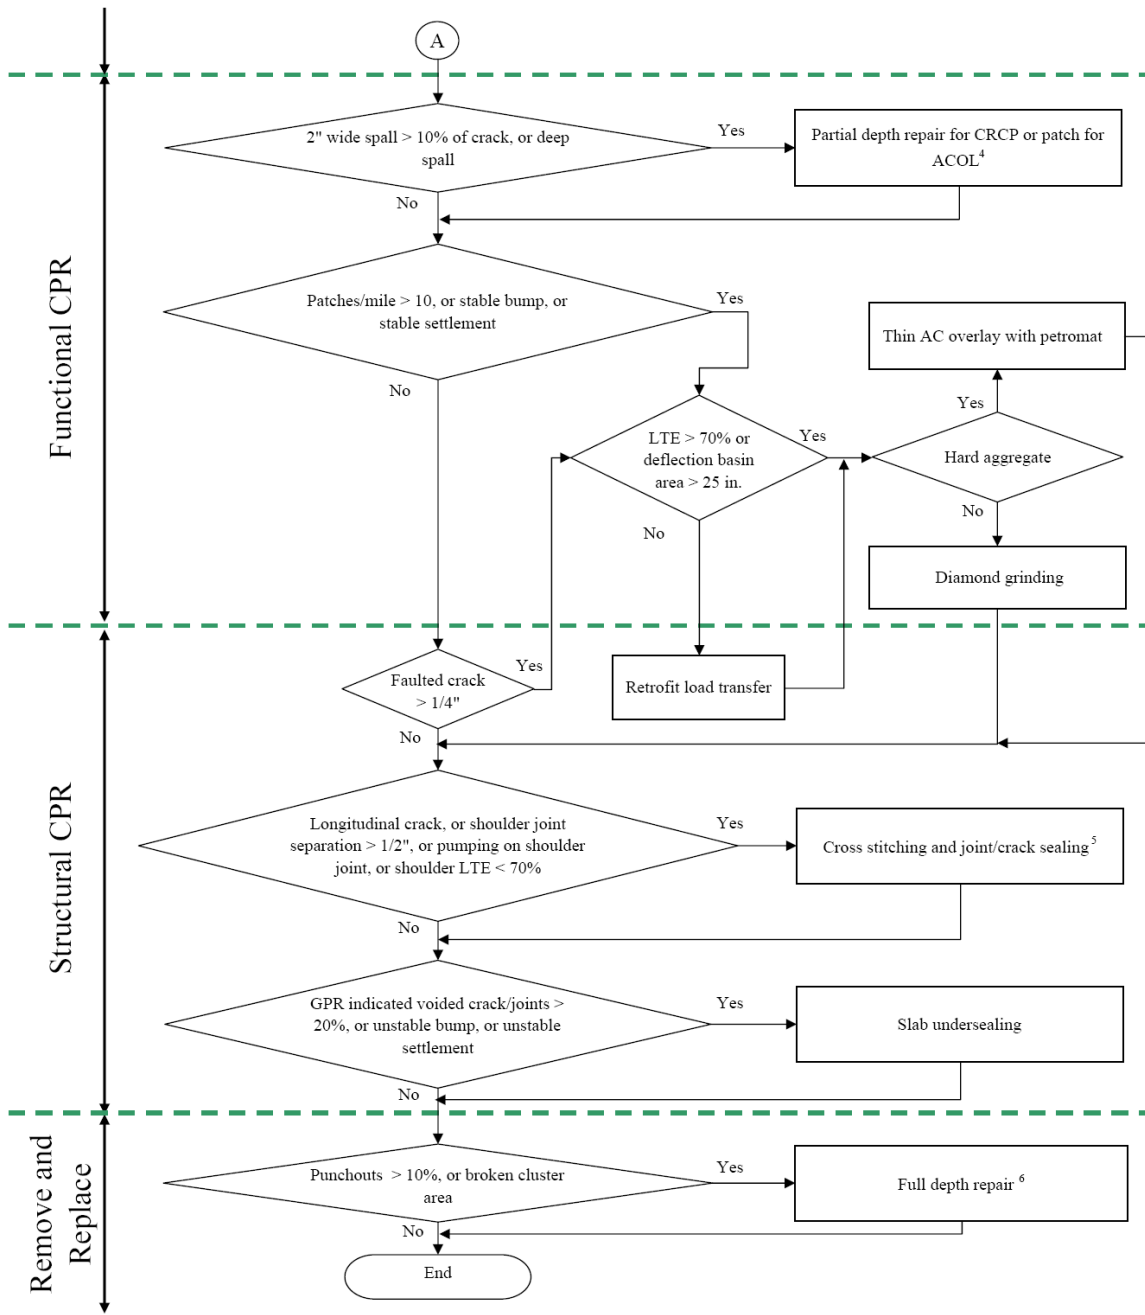 A
2" wide spall > 10% of crack, or deep
spall
Yes
Partial depth repair for CRCP or patch for
ACOL4
No
Functional CPR
Patches/mile > 10, or stable bump, or
stable settlement
Yes
No
Thin AC overlay with petromat
Yes
LTE > 70% or
deflection basin
area > 25 in.
Yes
Hard aggregate
No
No
Diamond grinding
Faulted crack
> 1/4"
Yes
Retrofit load transfer
No
Structural CPR
Longitudinal crack, or shoulder joint
separation > 1/2", or pumping on shoulder
joint, or shoulder LTE < 70%
Yes
Cross stitching and joint/crack sealing5
No
GPR indicated voided crack/joints >
20%, or unstable bump, or unstable
settlement
Yes
Slab undersealing
No
Remove and
Replace
Punchouts > 10%, or broken cluster
area
Yes
Full depth repair 6
No
End